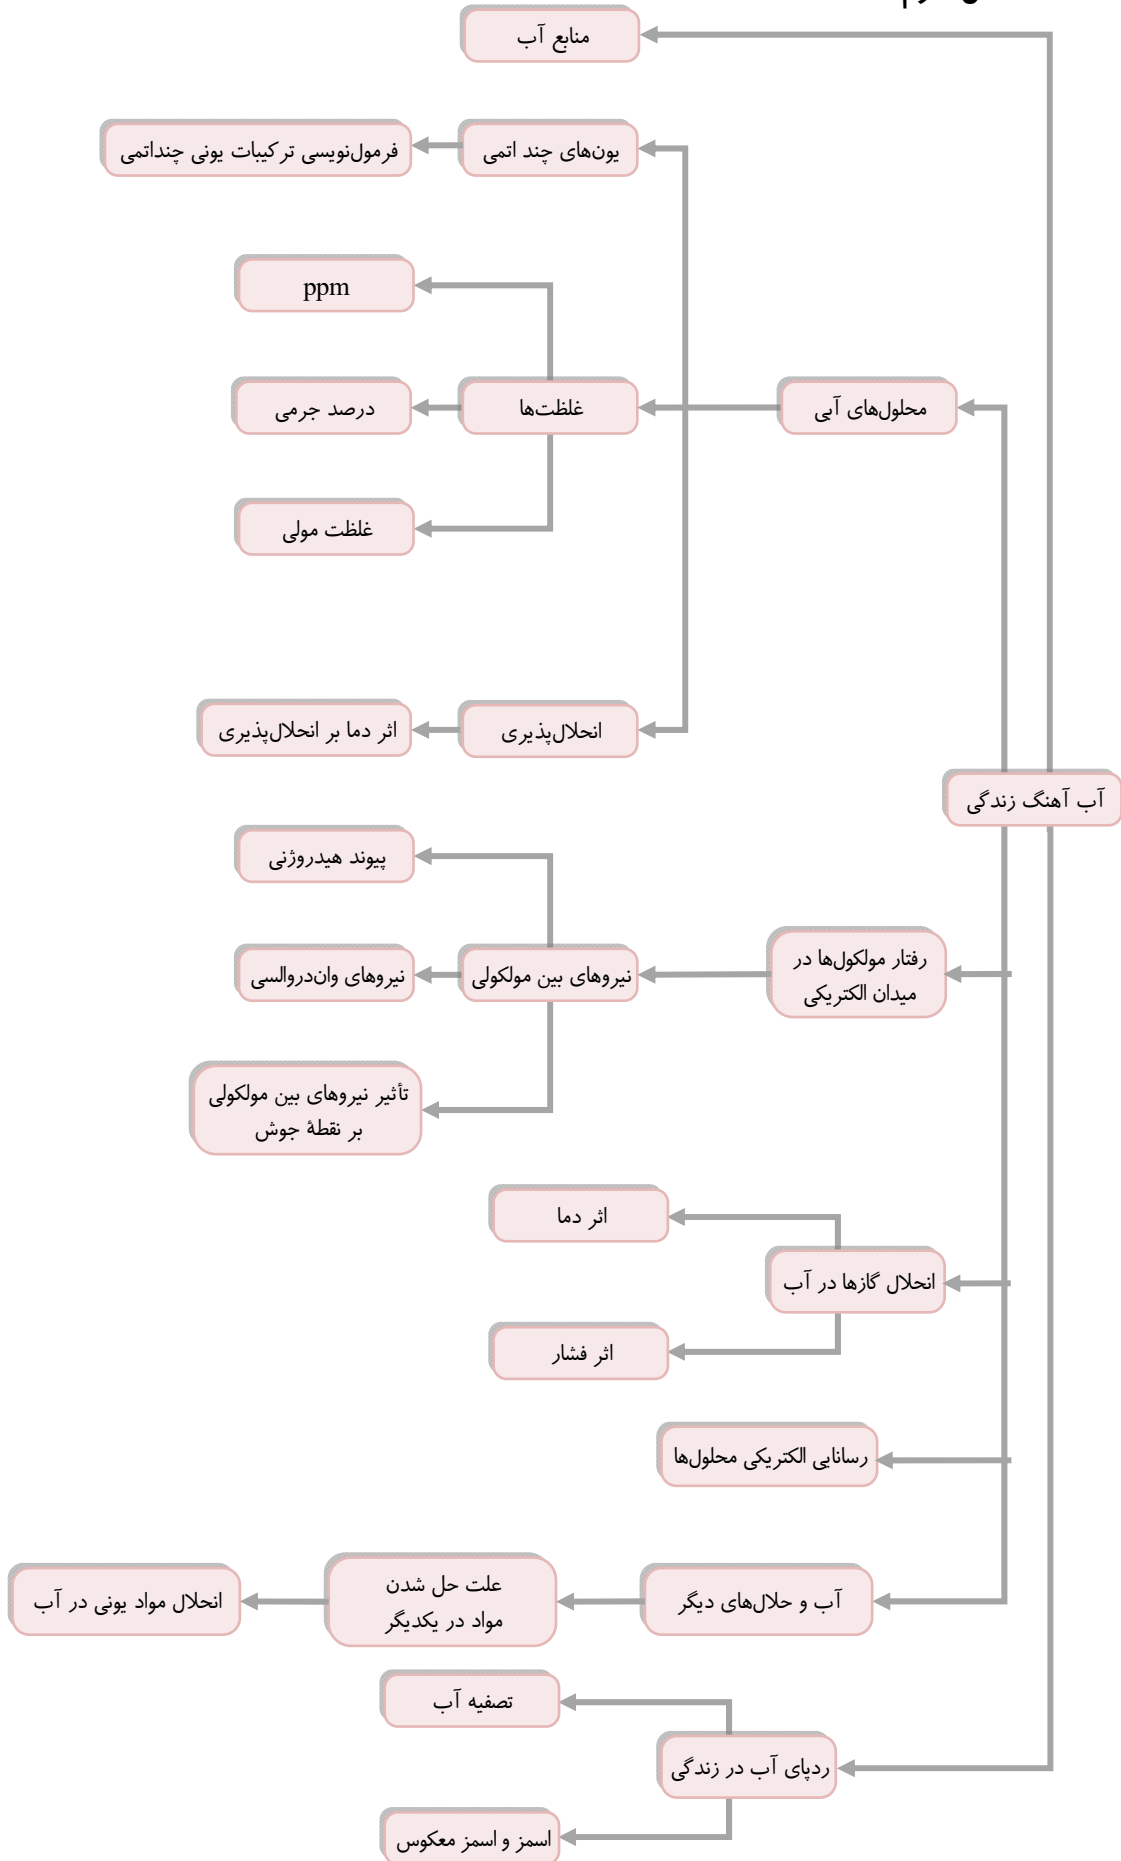 منابع آب
یون‌های چند اتمی
فرمول‌نویسی ترکیبات یونی چنداتمی
ppm
محلول‌های آبی
غلظت‌ها
درصد جرمی
غلظت مولی
انحلال‌پذیری
اثر دما بر انحلال‌پذیری
آب آهنگ زندگی
پیوند هیدروژنی
رفتار مولکول‌ها در
میدان الکتریکی
نیروهای بین مولکولی
نیروهای وان‌دروالسی
تأثیر نیروهای بین مولکولی
بر نقطهٔ جوش
اثر دما
انحلال گازها در آب
اثر فشار
رسانایی الکتریکی محلول‌ها
آب و حلال‌های دیگر
علت حل شدن
مواد در یکدیگر
انحلال مواد یونی در آب
تصفیه آب
ردپای آب در زندگی
اسمز و اسمز معکوس